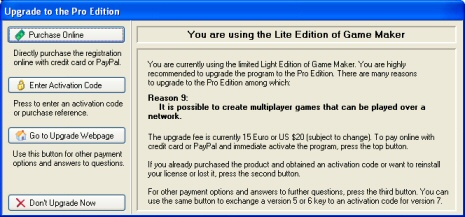 Upgrade to the Pro Edition
Purchase Online
Directly purchase the registration
online with credit card or PayPal.
Enter Activation Code
Press to enter an activation code
or purchase reference.
Go to Upgrade Webpage
Use this button for other payment
options and answers to questions.
Don't Upgrade Now
You are using the Lite Edition of Game Maker
You are currently using the limited Light Edition of Game Maker. You are highly
recommended to upgrade the program to the Pro Edition. There are many reasons
to upgrade to the Pro Edition among which:
Reason 9:
It is possible to create multiplayer games that can be played over a
network.
The upgrade fee is currently 15 Euro or US $20 (subject to change). To pay online with
credit card or PayPal and immediate activate the program, press the top button.
If you already purchased the product and obtained an activation code or want to reinstall
your license or lost it, press the second button.
For other payment options and answers to further questions, press the third button. You can
use the same button to exchange a version 5 or 6 key to an activation code for version 7.